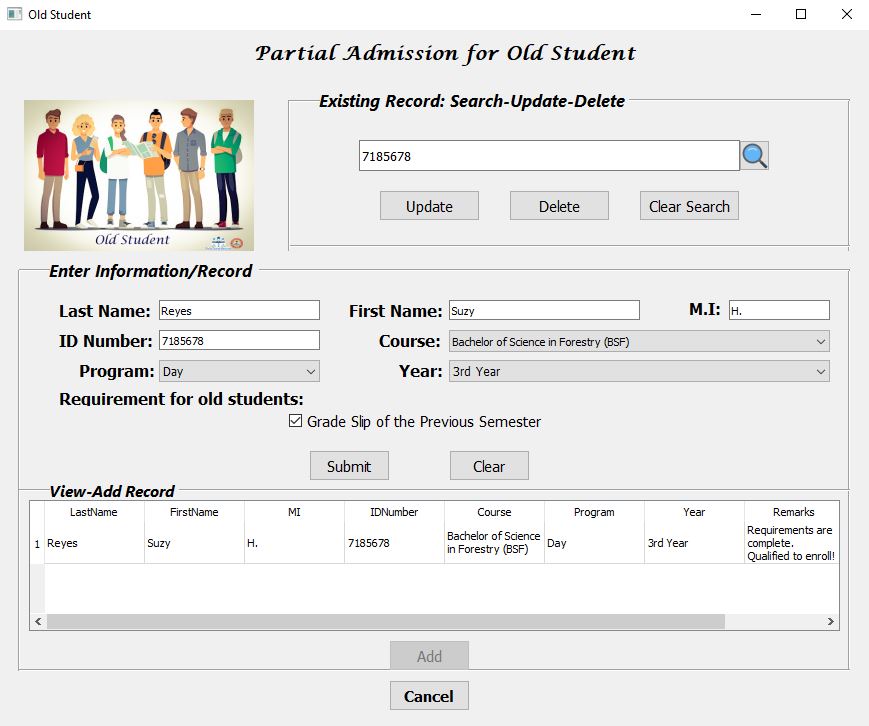 Old Student
Partial Admission for Old Student
Old Student
Existing Record: Search-Update-Delete
7185678
Update Delete Clear Search
Enter Information/Record
Last Name: Reyes First Name: Suzy M.I: H.
ID Number: 7185678 Course: Bachelor of Science in Forestry (BSF)
Program: Day Year: 3rd Year
Requirement for old students:
Grade Slip of the Previous Semester
Submit Clear
View-Add Record
LastName FirstName MI IDNumber Course Program Year Remarks
1 Reyes Suzy H. 7185678 Bachelor of Science in Forestry (BSF) Day 3rd Year Requirements are complete. Qualified to enroll!
Add
Cancel